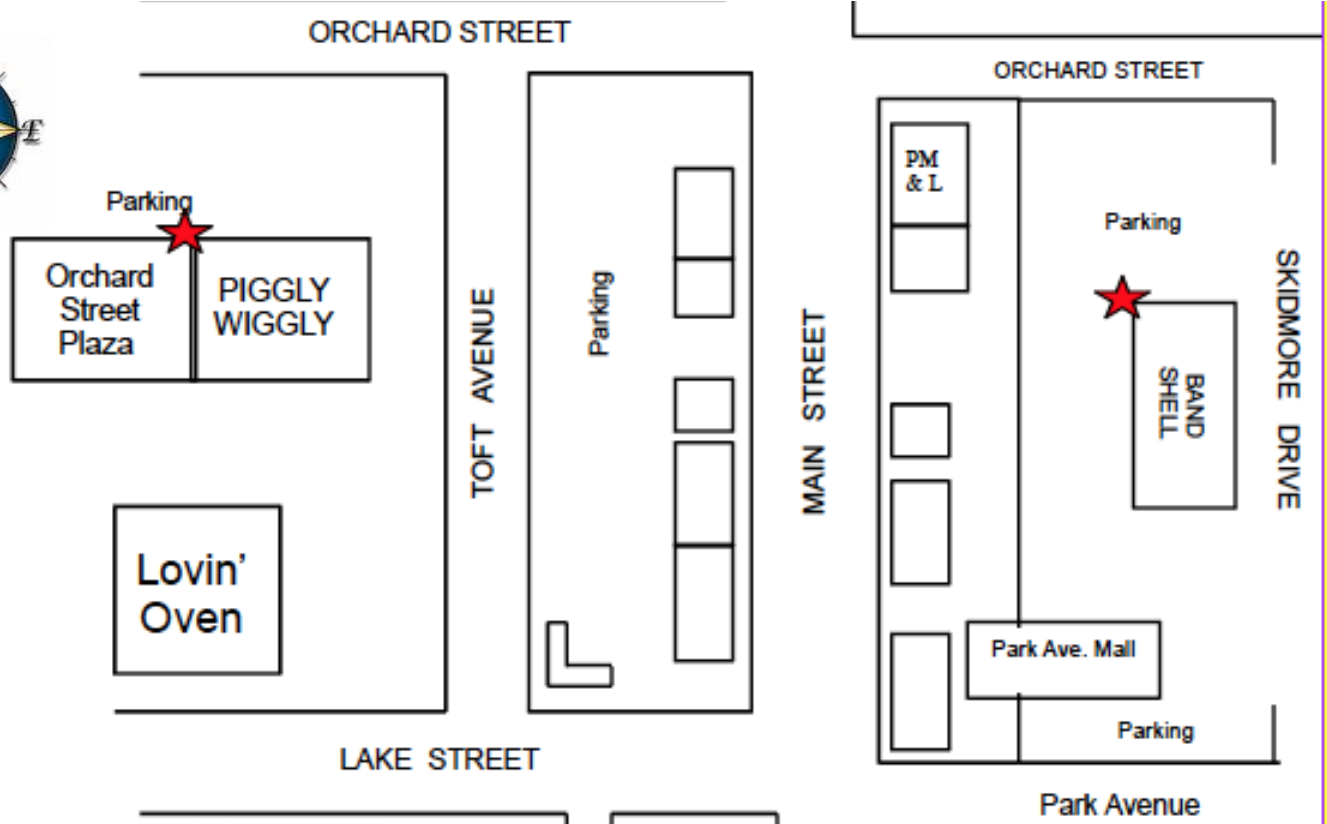 ORCHARD STREET
ORCHARD STREET
E
Parking
Orchard
Street
Plaza
PIGGLY
WIGGLY
TOFT AVENUE
Parking
MAIN STREET
PM
& L
Parking
BAND
SHELL
SKIDMORE DRIVE
Lovin'
Oven
Park Ave. Mall
Parking
LAKE STREET
Park Avenue